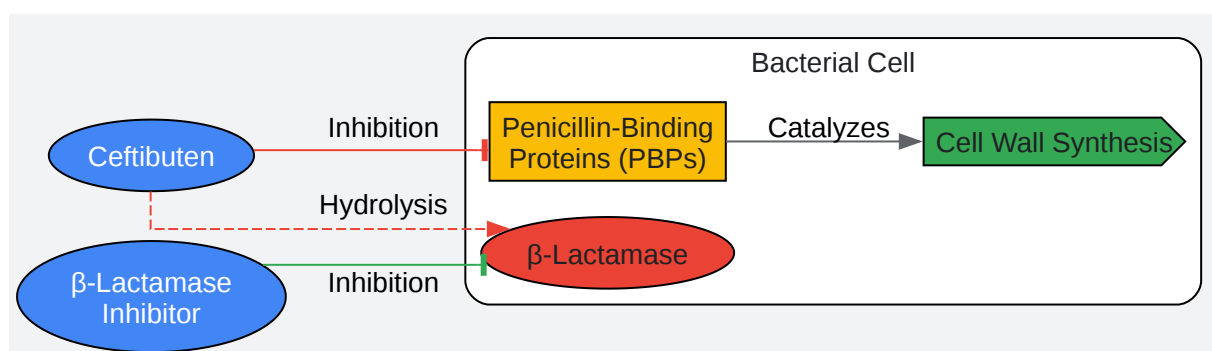 Bacterial Cell
Ceftibuten
Inhibition
Penicillin-Binding
Proteins (PBPs)
Catalyzes
Cell Wall Synthesis
Hydrolysis
β-Lactamase
β-Lactamase
Inhibitor
Inhibition